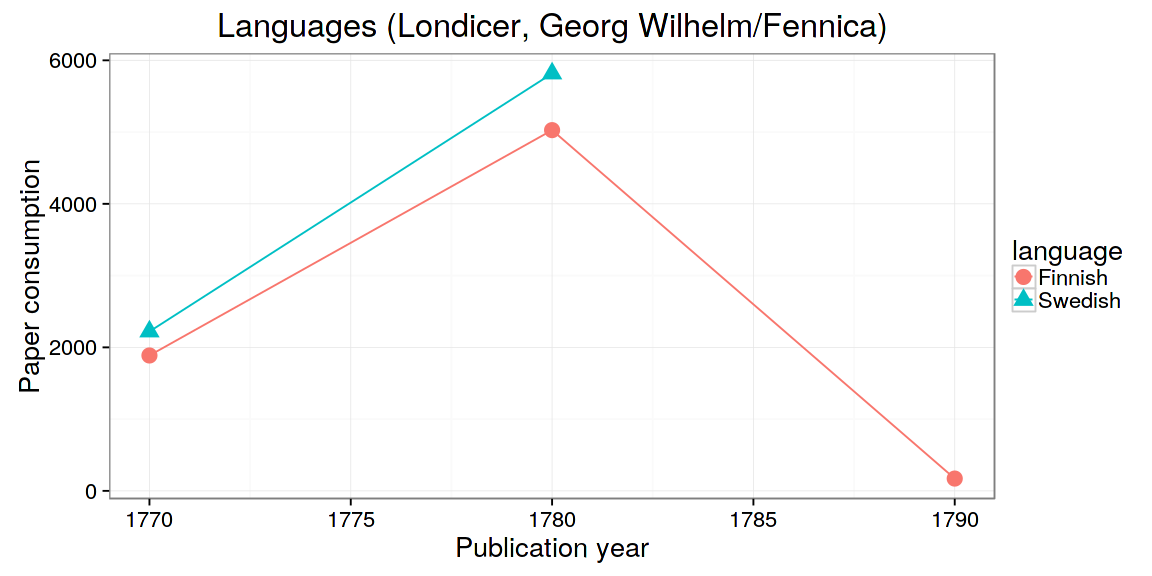 Languages (Londicer, Georg Wilhelm/Fennica)
Paper consumption
6000
4000
2000
0
1770 1775 1780 1785 1790
Publication year
language
Finnish
Swedish